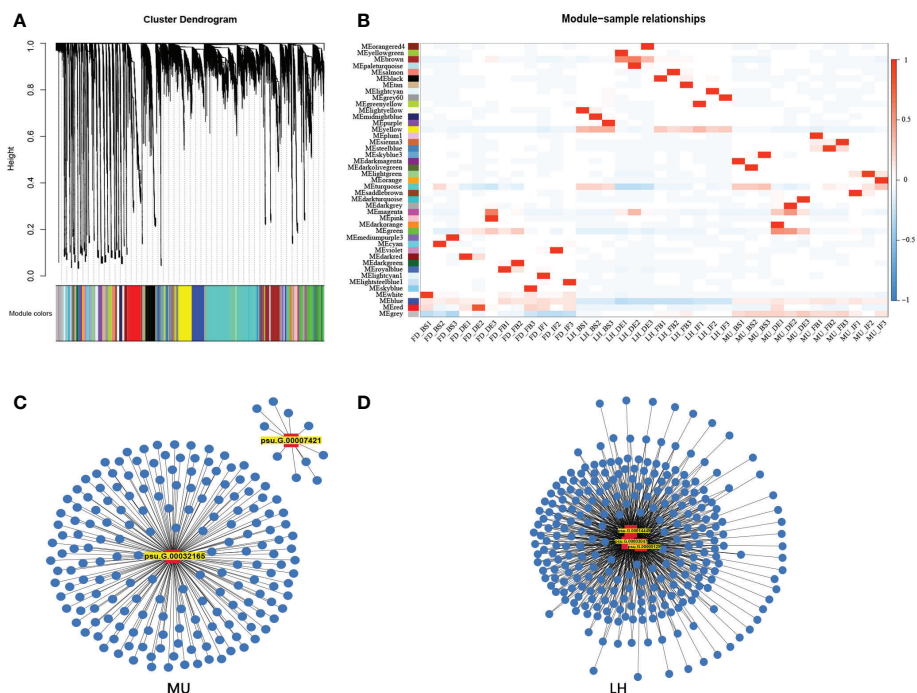 A
Cluster Dendrogram
Height
1.0
0.8
0.6
0.4
0.2
0.0
Module colors
B
Module-sample relationships
MEorangered4
MEyellowgreen
MEbrown
MEpaleturquoise
MEsalmon
MEblack
MEtan
MElightcyan
MEgrey60
MEgreenyellow
MElightyellow
MEmidnightblue
MEpurple
MEyellow
MEplum1
MEsienna3
MEsteelblue
MEskyblue3
MEdarkmagenta
MEdarkolivegreen
MElightgreen
MEorange
MEturquoise
MEsaddlebrown
MEdarkturquoise
MEdarkgrey
MEmagenta
MEpink
MEdarkorange
MEgreen
MEmediumpurple3
MEcyan
MEviolet
MEdarkred
MEdarkgreen
MEroyalblue
MElightcyan1
MElightsteelblue1
MEskyblue
MEwhite
MEblue
MEred
MEgrey
FD_BS1
FD_BS2
FD_BS3
FD_DE1
FD_DE2
FD_DE3
FD_FB1
FD_FB2
FD_FB3
FD_IF1
FD_IF2
FD_IF3
LH_BS1
LH_BS2
LH_BS3
LH_DE1
LH_DE2
LH_DE3
LH_FB1
LH_FB2
LH_FB3
LH_IF1
LH_IF2
LH_IF3
MU_BS1
MU_BS2
MU_BS3
MU_DE1
MU_DE2
MU_DE3
MU_FB1
MU_FB2
MU_FB3
MU_IF1
MU_IF2
MU_IF3
1
0.5
0
-0.5
-1
C
psu.G.00007421
psu.G.00032165
MU
D
LH